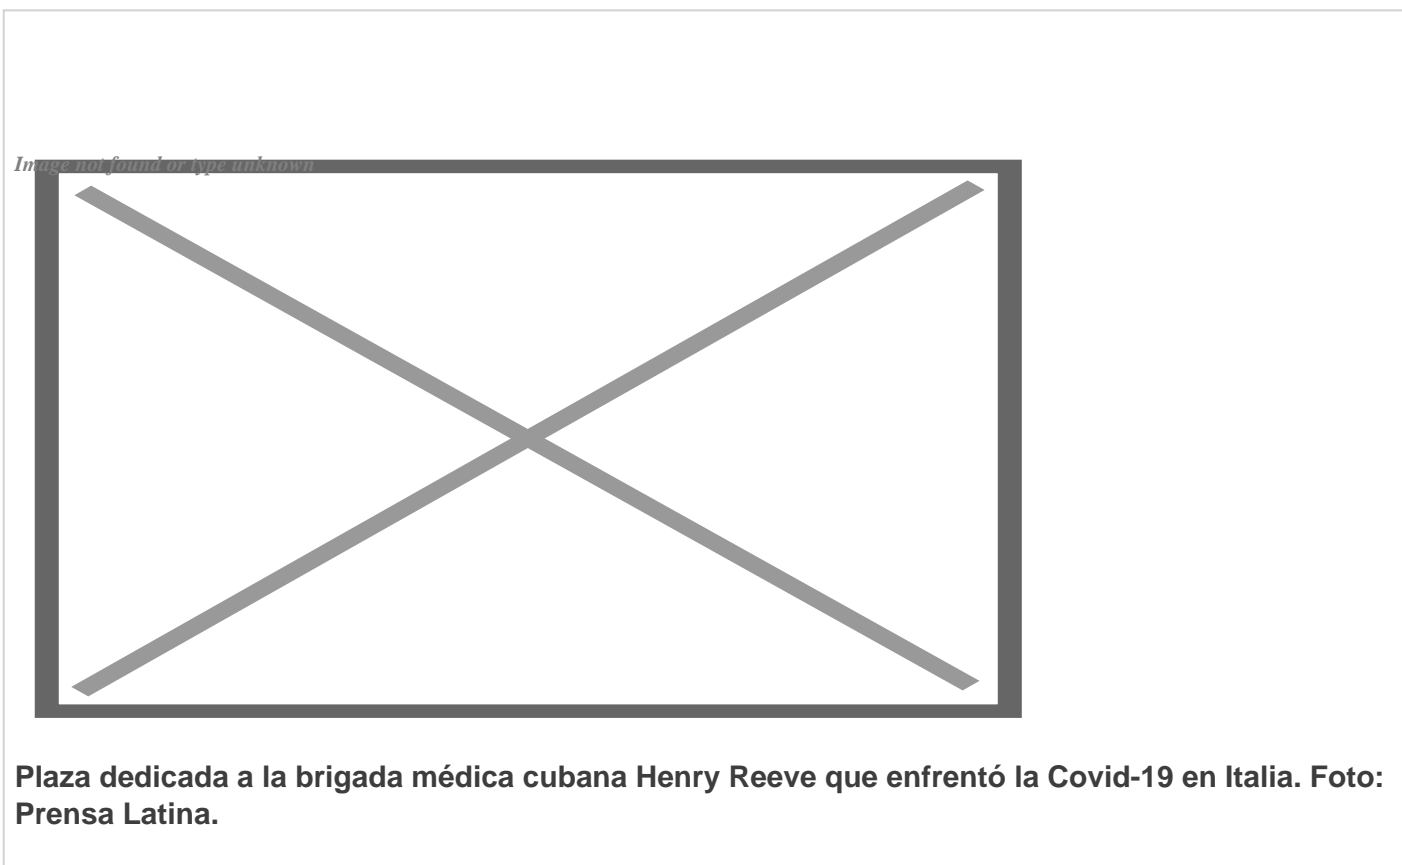 Image not found or type unknown
Plaza dedicada a la brigada médica cubana Henry Reeve que enfrentó la Covid-19 en Italia. Foto:
Prensa Latina.